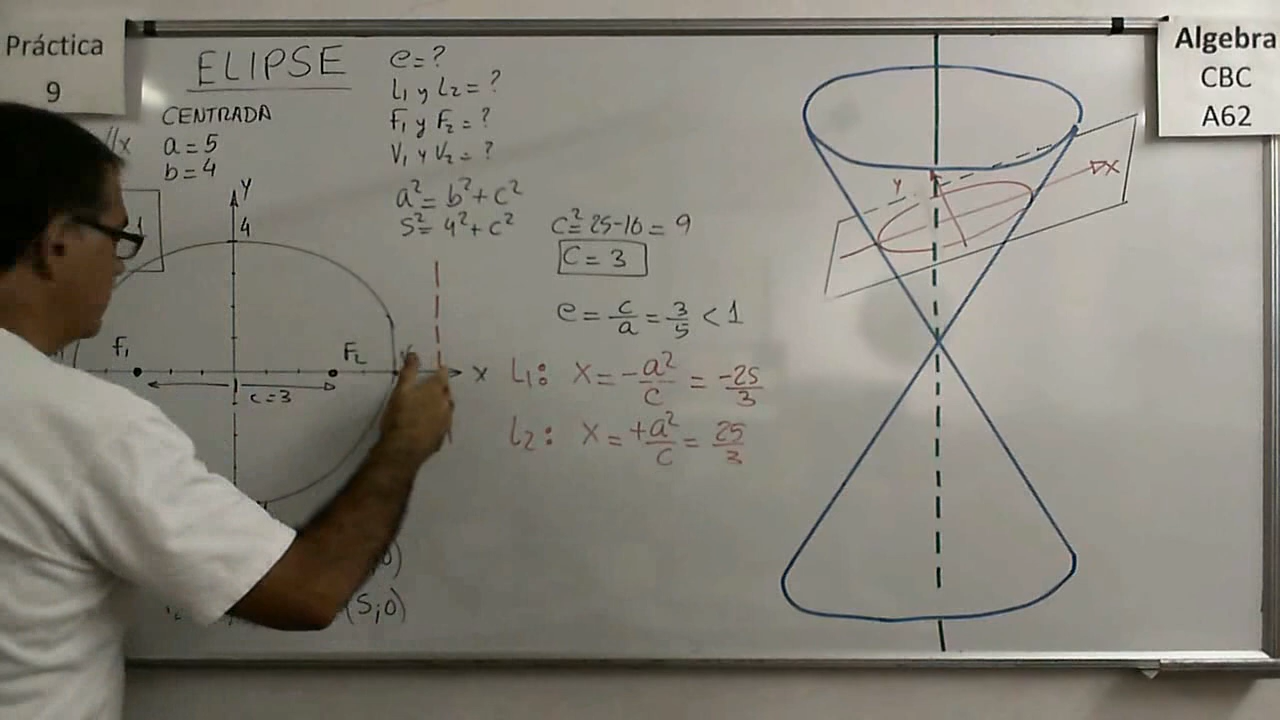 Práctica
9
Algebra
CBC
A62
ELIPSE
CENTRADA
//x
a=5
b=4
e=?
L₁ y L₂=?
F₁ y F₂=?
V₁ y V₂=?
a²=b²+c²
5²=4²+c²
c²=25-16=9
C=3
e=c/a=3/5<1
L₁: X=-a²/c=-25/3
L₂: X=+a²/c=25/3
y
4
F₁
F₂
x
c=3
(5;0)
y
x